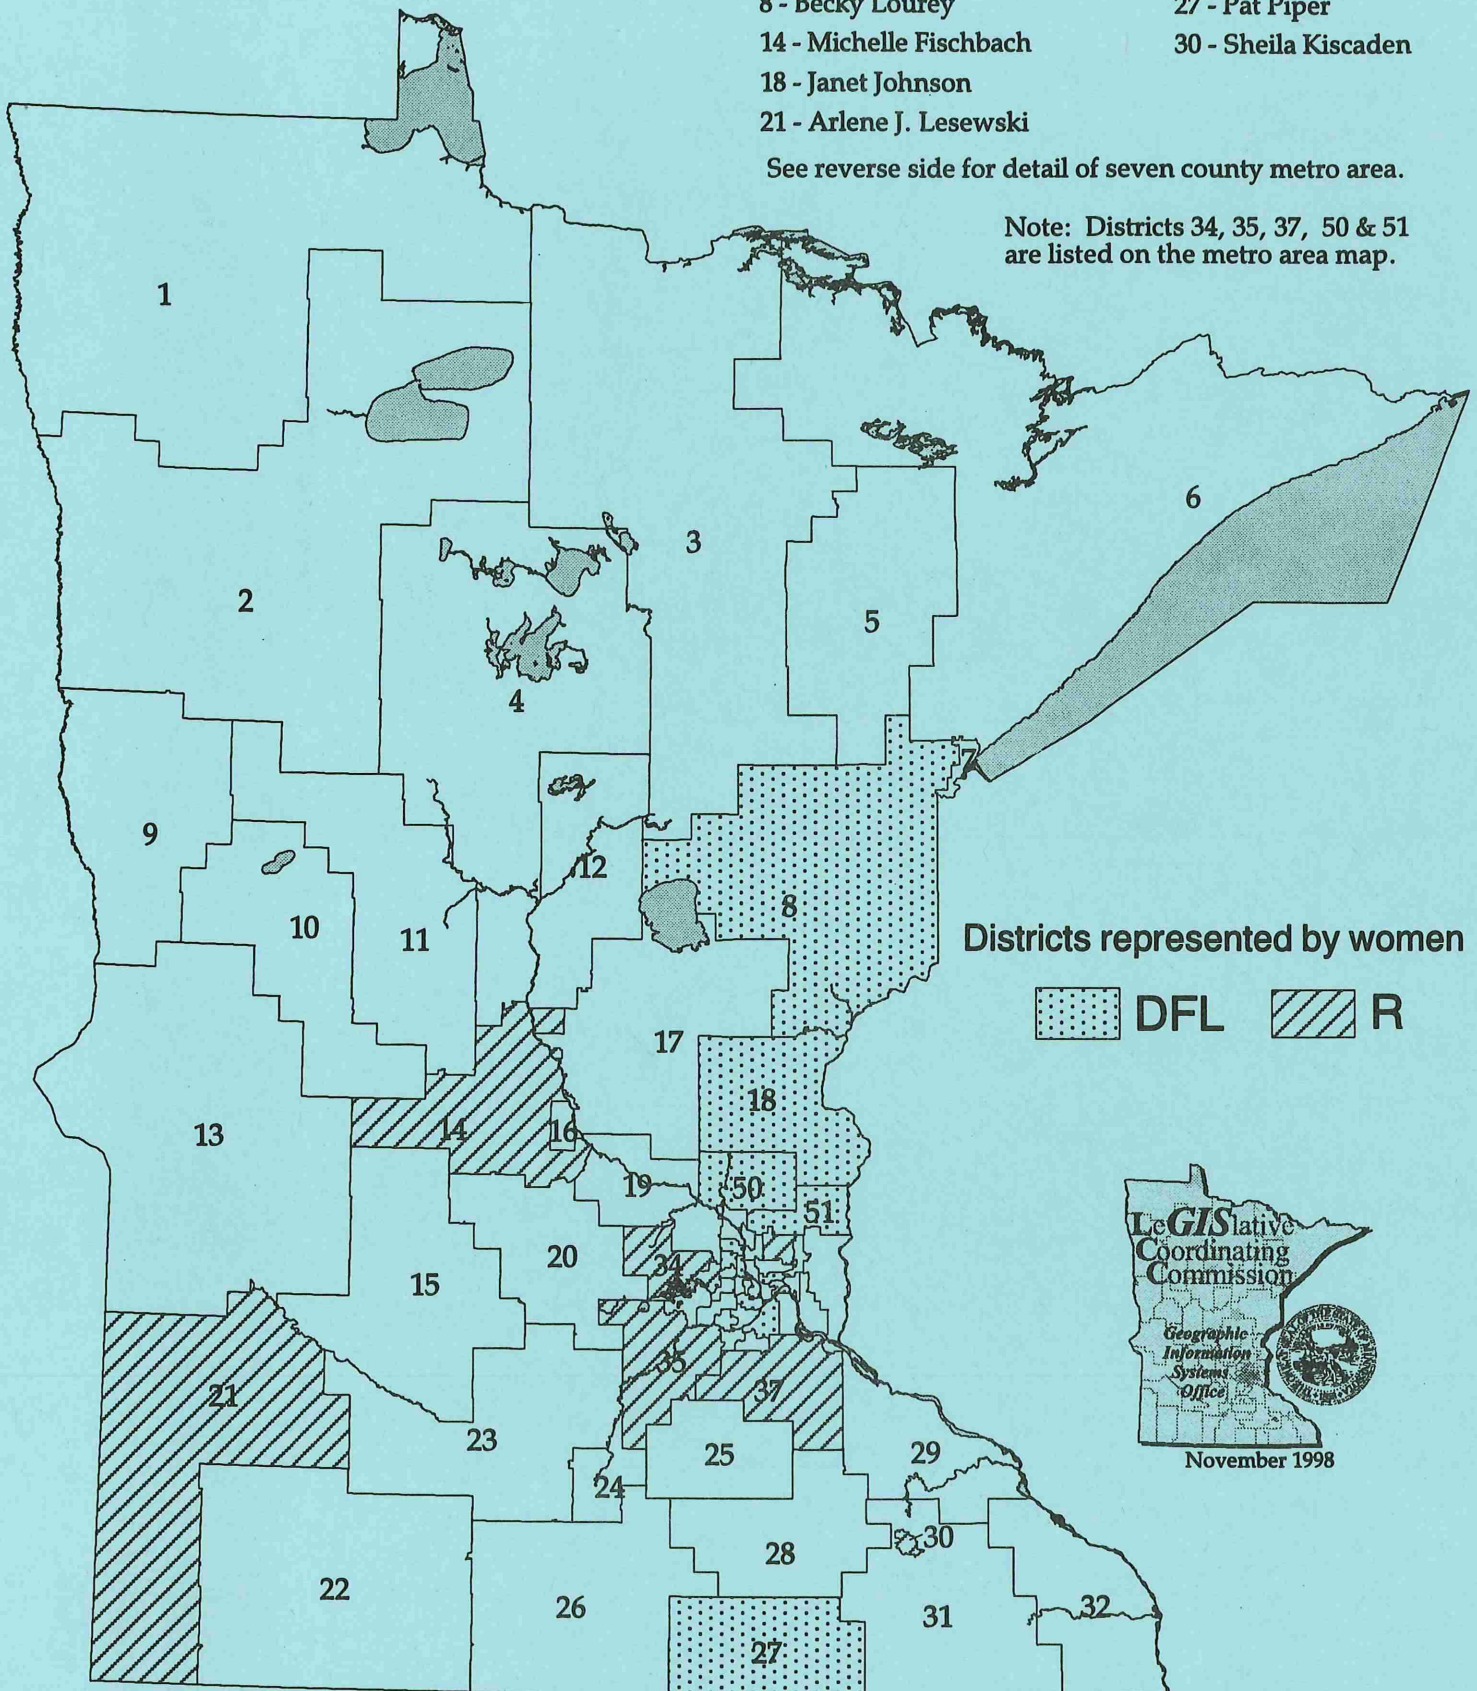 8 - Becky Lourey
27 - Pat Piper
14 - Michelle Fischbach
30 - Sheila Kiscaden
18 - Janet Johnson
21 - Arlene J. Lesewski
See reverse side for detail of seven county metro area.
Note: Districts 34, 35, 37, 50 & 51
are listed on the metro area map.
1
6
3
2
5
4
7
9
12
8
10
11
Districts represented by women
DFL
R
17
18
13
14
16
19
50
51
20
34
15
LeGISlative
Coordinating
Commission
Geographic
Information
Systems
Office
November 1998
35
37
21
23
25
29
24
30
28
22
26
31
32
27